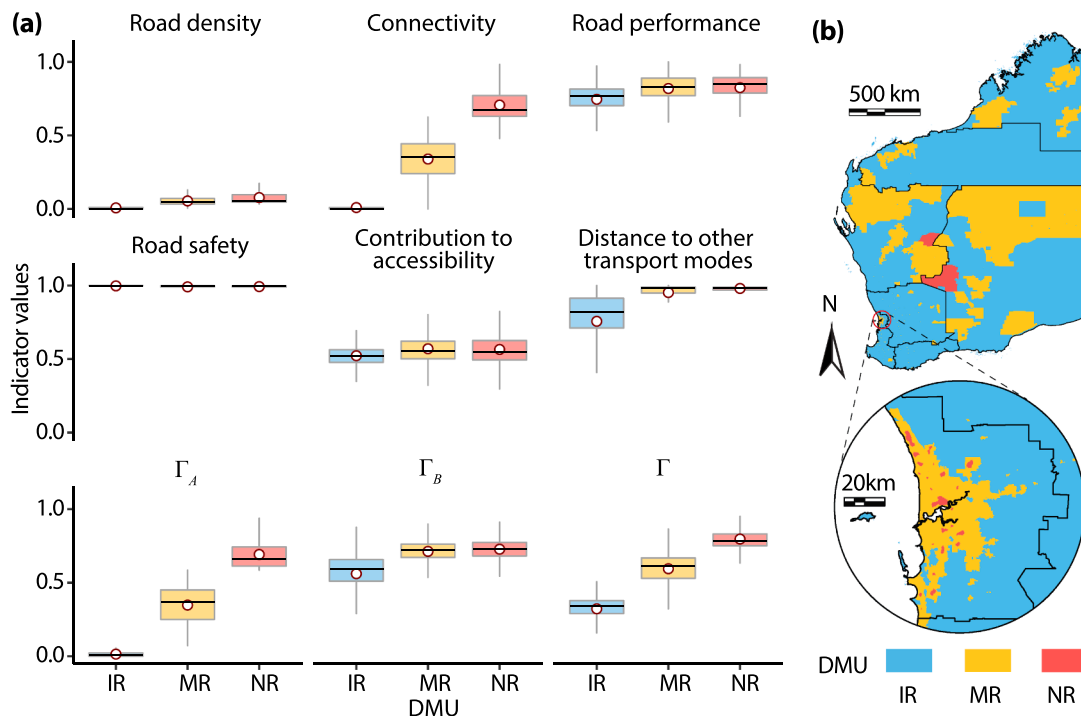 (a)
Road density
Connectivity
Road performance
1.0
0.5
0.0
Road safety
Contribution to
accessibility
Distance to other
transport modes
Indicator values
1.0
0.5
0.0
Γ_A
Γ_B
Γ
1.0
0.5
0.0
IR
MR
NR
IR
MR
NR
IR
MR
NR
DMU
(b)
500 km
N
20km
DMU
IR
MR
NR